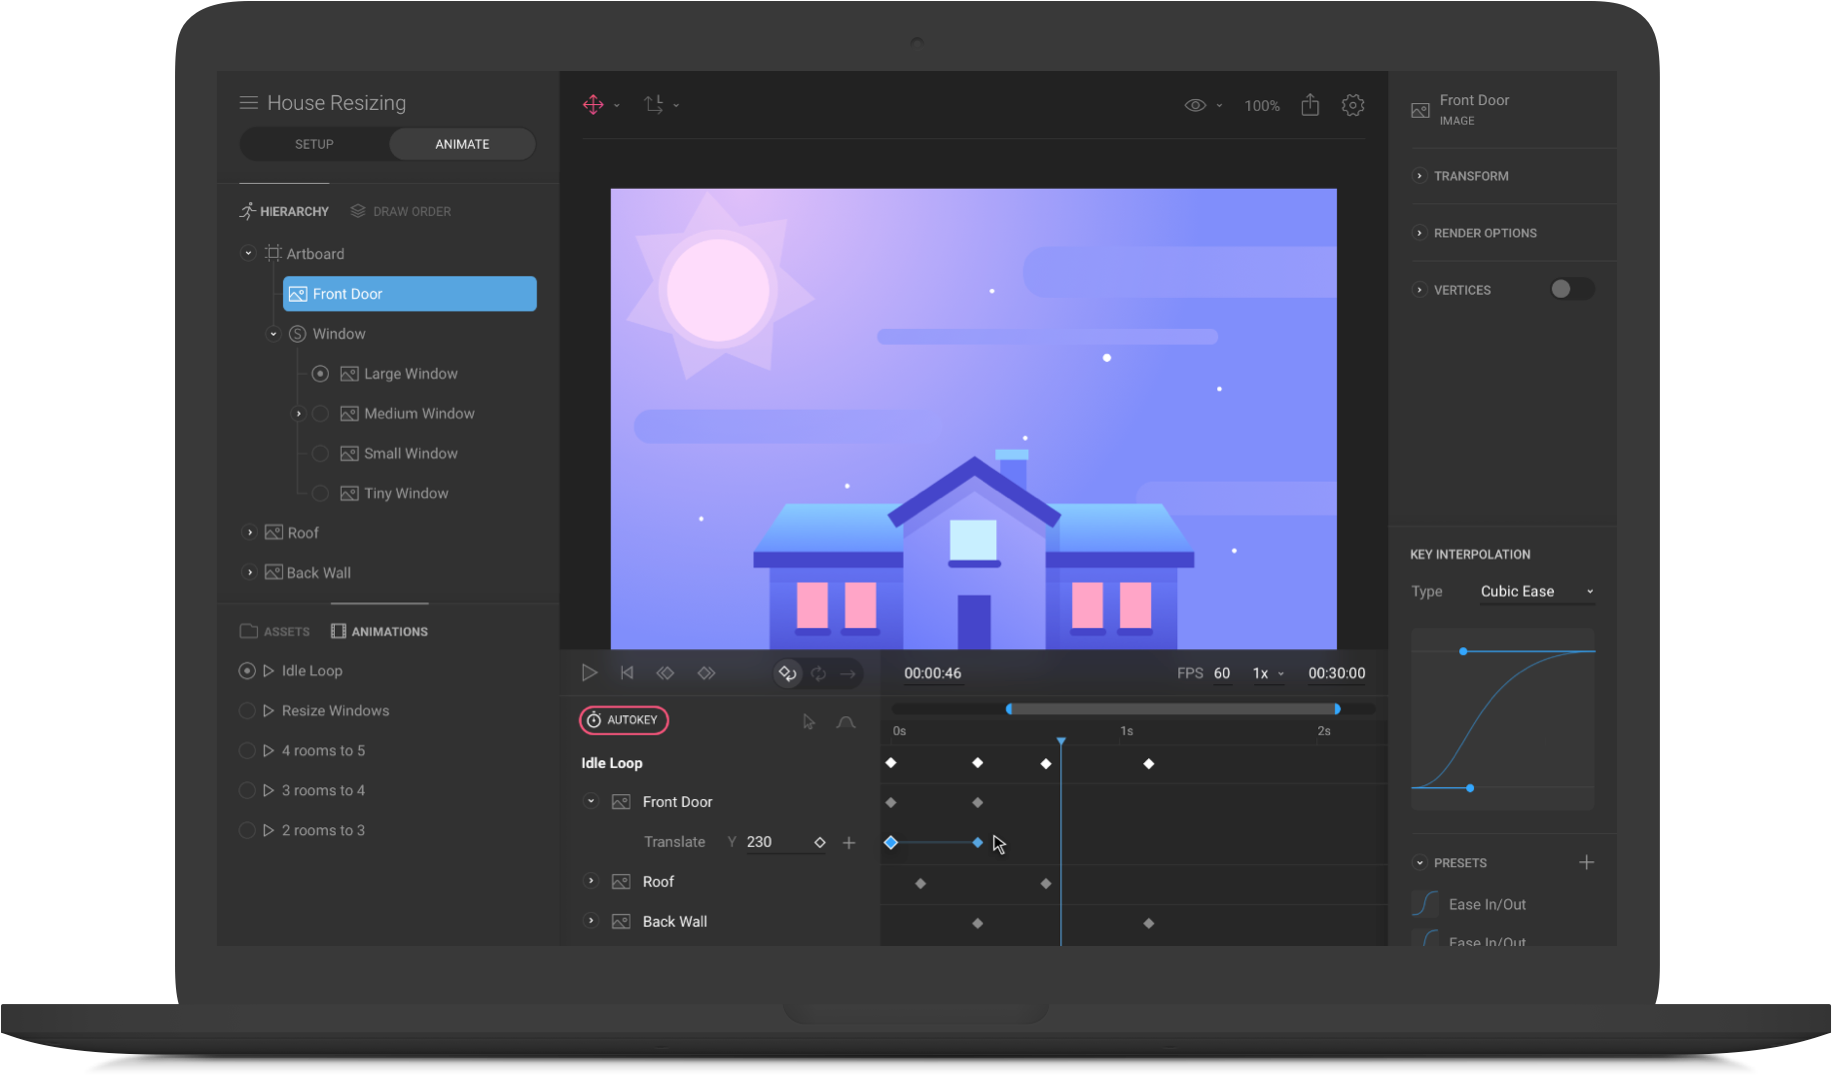 House Resizing
SETUP
ANIMATE
HIERARCHY
DRAW ORDER
Artboard
Front Door
S Window
Large Window
Medium Window
Small Window
Tiny Window
Roof
Back Wall
ASSETS
ANIMATIONS
Idle Loop
Resize Windows
4 rooms to 5
3 rooms to 4
2 rooms to 3
L
100%
00:00:46
FPS 60
1x
00:30:00
AUTOKEY
0s
1s
2s
Idle Loop
Front Door
Translate Y 230
Roof
Back Wall
Front Door
IMAGE
TRANSFORM
RENDER OPTIONS
VERTICES
KEY INTERPOLATION
Type Cubic Ease
PRESETS
Ease In/Out
Ease In/Out